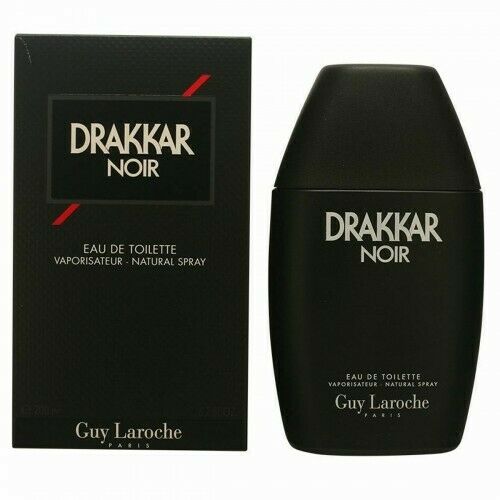 DRAKKAR
NOIR
EAU DE TOILETTE
VAPORISATEUR - NATURAL SPRAY
Guy Laroche
PARIS
DRAKKAR
NOIR
EAU DE TOILETTE
VAPORISATEUR - NATURAL SPRAY
Guy Laroche
PARIS